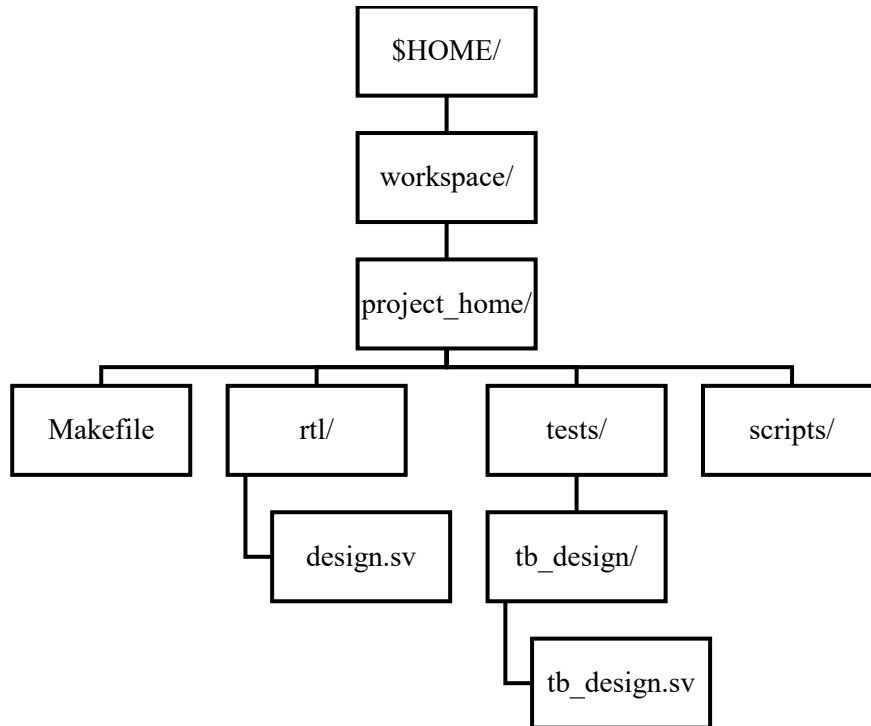 $HOME/
workspace/
project_home/
Makefile
rtl/
tests/
scripts/
design.sv
tb_design/
tb_design.sv